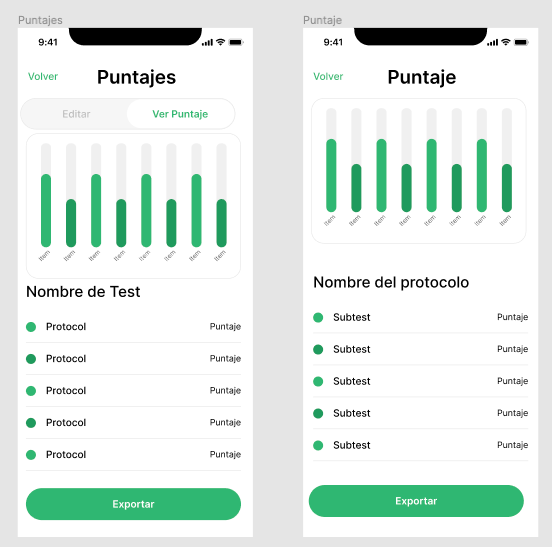 Puntajes
9:41
Volver
Puntajes
Editar
Ver Puntaje
Item Item Item Item Item Item Item Item
Nombre de Test
Protocol Puntaje
Protocol Puntaje
Protocol Puntaje
Protocol Puntaje
Protocol Puntaje
Exportar
Puntaje
9:41
Volver
Puntaje
Item Item Item Item Item Item Item Item
Nombre del protocolo
Subtest Puntaje
Subtest Puntaje
Subtest Puntaje
Subtest Puntaje
Subtest Puntaje
Exportar